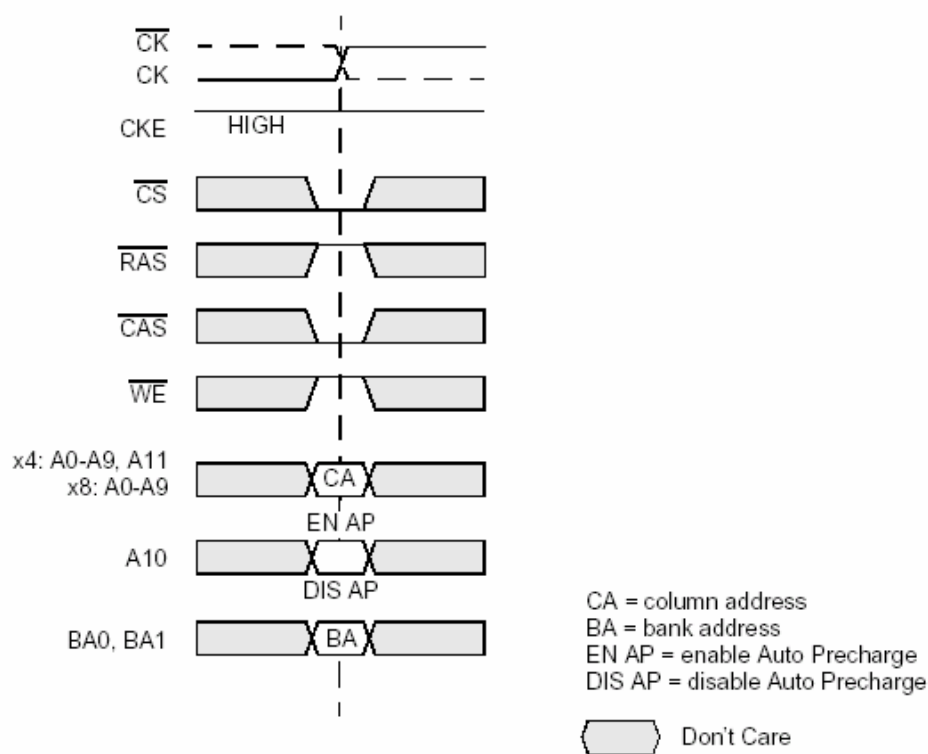 CK
CK
CKE
HIGH
CS
RAS
CAS
WE
x4: A0-A9, A11
x8: A0-A9
CA
EN AP
A10
DIS AP
BA0, BA1
BA
CA = column address
BA = bank address
EN AP = enable Auto Precharge
DIS AP = disable Auto Precharge
Don't Care